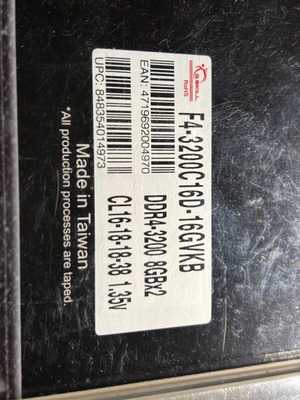 G.SKILL
RoHS
F4-3200C16D-16GVKB
EAN: 4719692004970
DDR4-3200 8GBx2
UPC: 848354014973
CL16-18-18-38 1.35v
Made in Taiwan
*All production processes are taped.